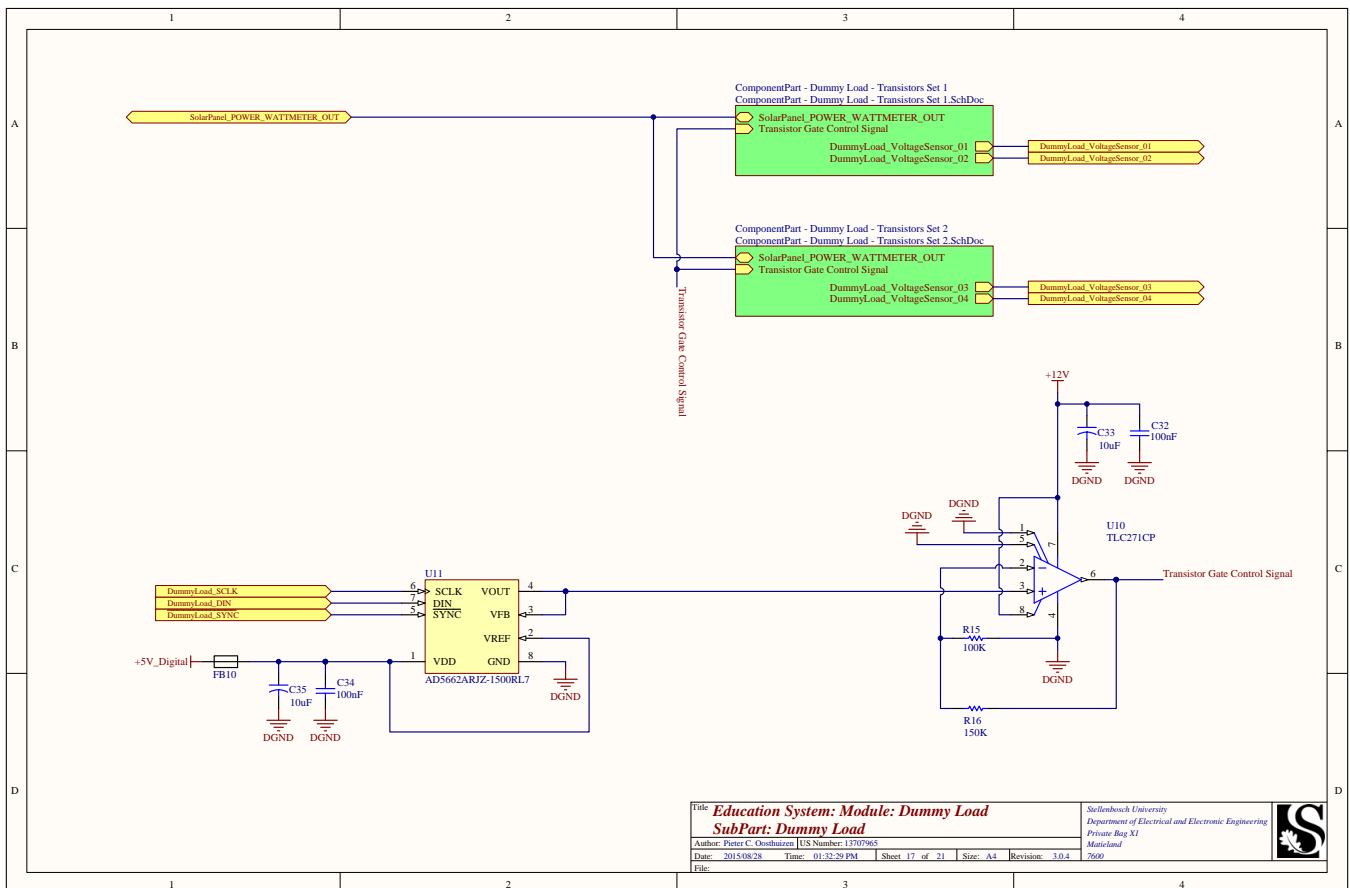 1 2 3 4
A A
ComponentPart - Dummy Load - Transistors Set 1
ComponentPart - Dummy Load - Transistors Set 1.SchDoc
SolarPanel_POWER_WATTMETER_OUT
SolarPanel_POWER_WATTMETER_OUT
Transistor Gate Control Signal
DummyLoad_VoltageSensor_01
DummyLoad_VoltageSensor_01
DummyLoad_VoltageSensor_02
DummyLoad_VoltageSensor_02
ComponentPart - Dummy Load - Transistors Set 2
ComponentPart - Dummy Load - Transistors Set 2.SchDoc
SolarPanel_POWER_WATTMETER_OUT
Transistor Gate Control Signal
DummyLoad_VoltageSensor_03
DummyLoad_VoltageSensor_03
DummyLoad_VoltageSensor_04
DummyLoad_VoltageSensor_04
Transistor Gate Control Signal
B B
+12V
C33
10uF
C32
100nF
DGND
DGND
DGND
DGND
U10
TLC271CP
1
5
2
3
8
7
4
6
Transistor Gate Control Signal
R15
100K
DGND
R16
150K
C C
U11
DummyLoad_SCLK
DummyLoad_DIN
DummyLoad_SYNC
6
7
5
1
SCLK
DIN
SYNC
VDD
VOUT
VFB
VREF
GND
4
3
2
8
AD5662ARJZ-1500RL7
DGND
+5V_Digital
FB10
C35
10uF
C34
100nF
DGND
DGND
D D
Title Education System: Module: Dummy Load
SubPart: Dummy Load
Author: Pieter C. Oosthuizen US Number: 13707965
Date: 2015/08/28 Time: 01:32:29 PM Sheet 17 of 21 Size: A4 Revision: 3.0.4
File:
Stellenbosch University
Department of Electrical and Electronic Engineering
Private Bag X1
Matieland
7600
S
1 2 3 4